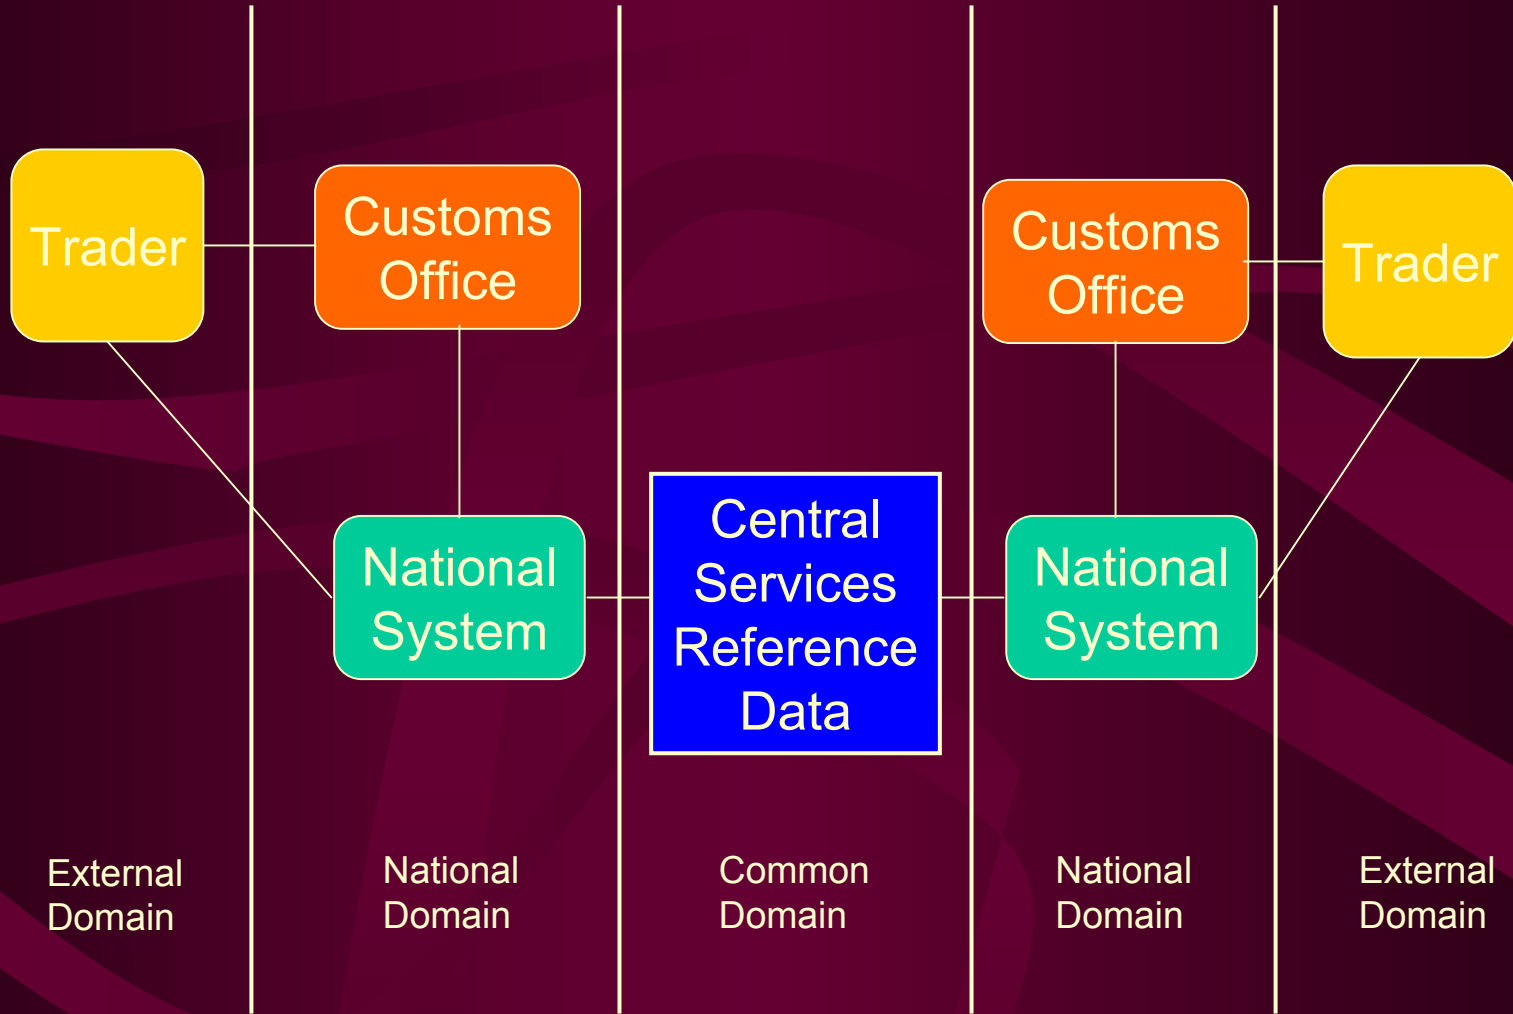 Trader
Customs
Office
Customs
Office
Trader
National
System
Central
Services
Reference
Data
National
System
External
Domain
National
Domain
Common
Domain
National
Domain
External
Domain